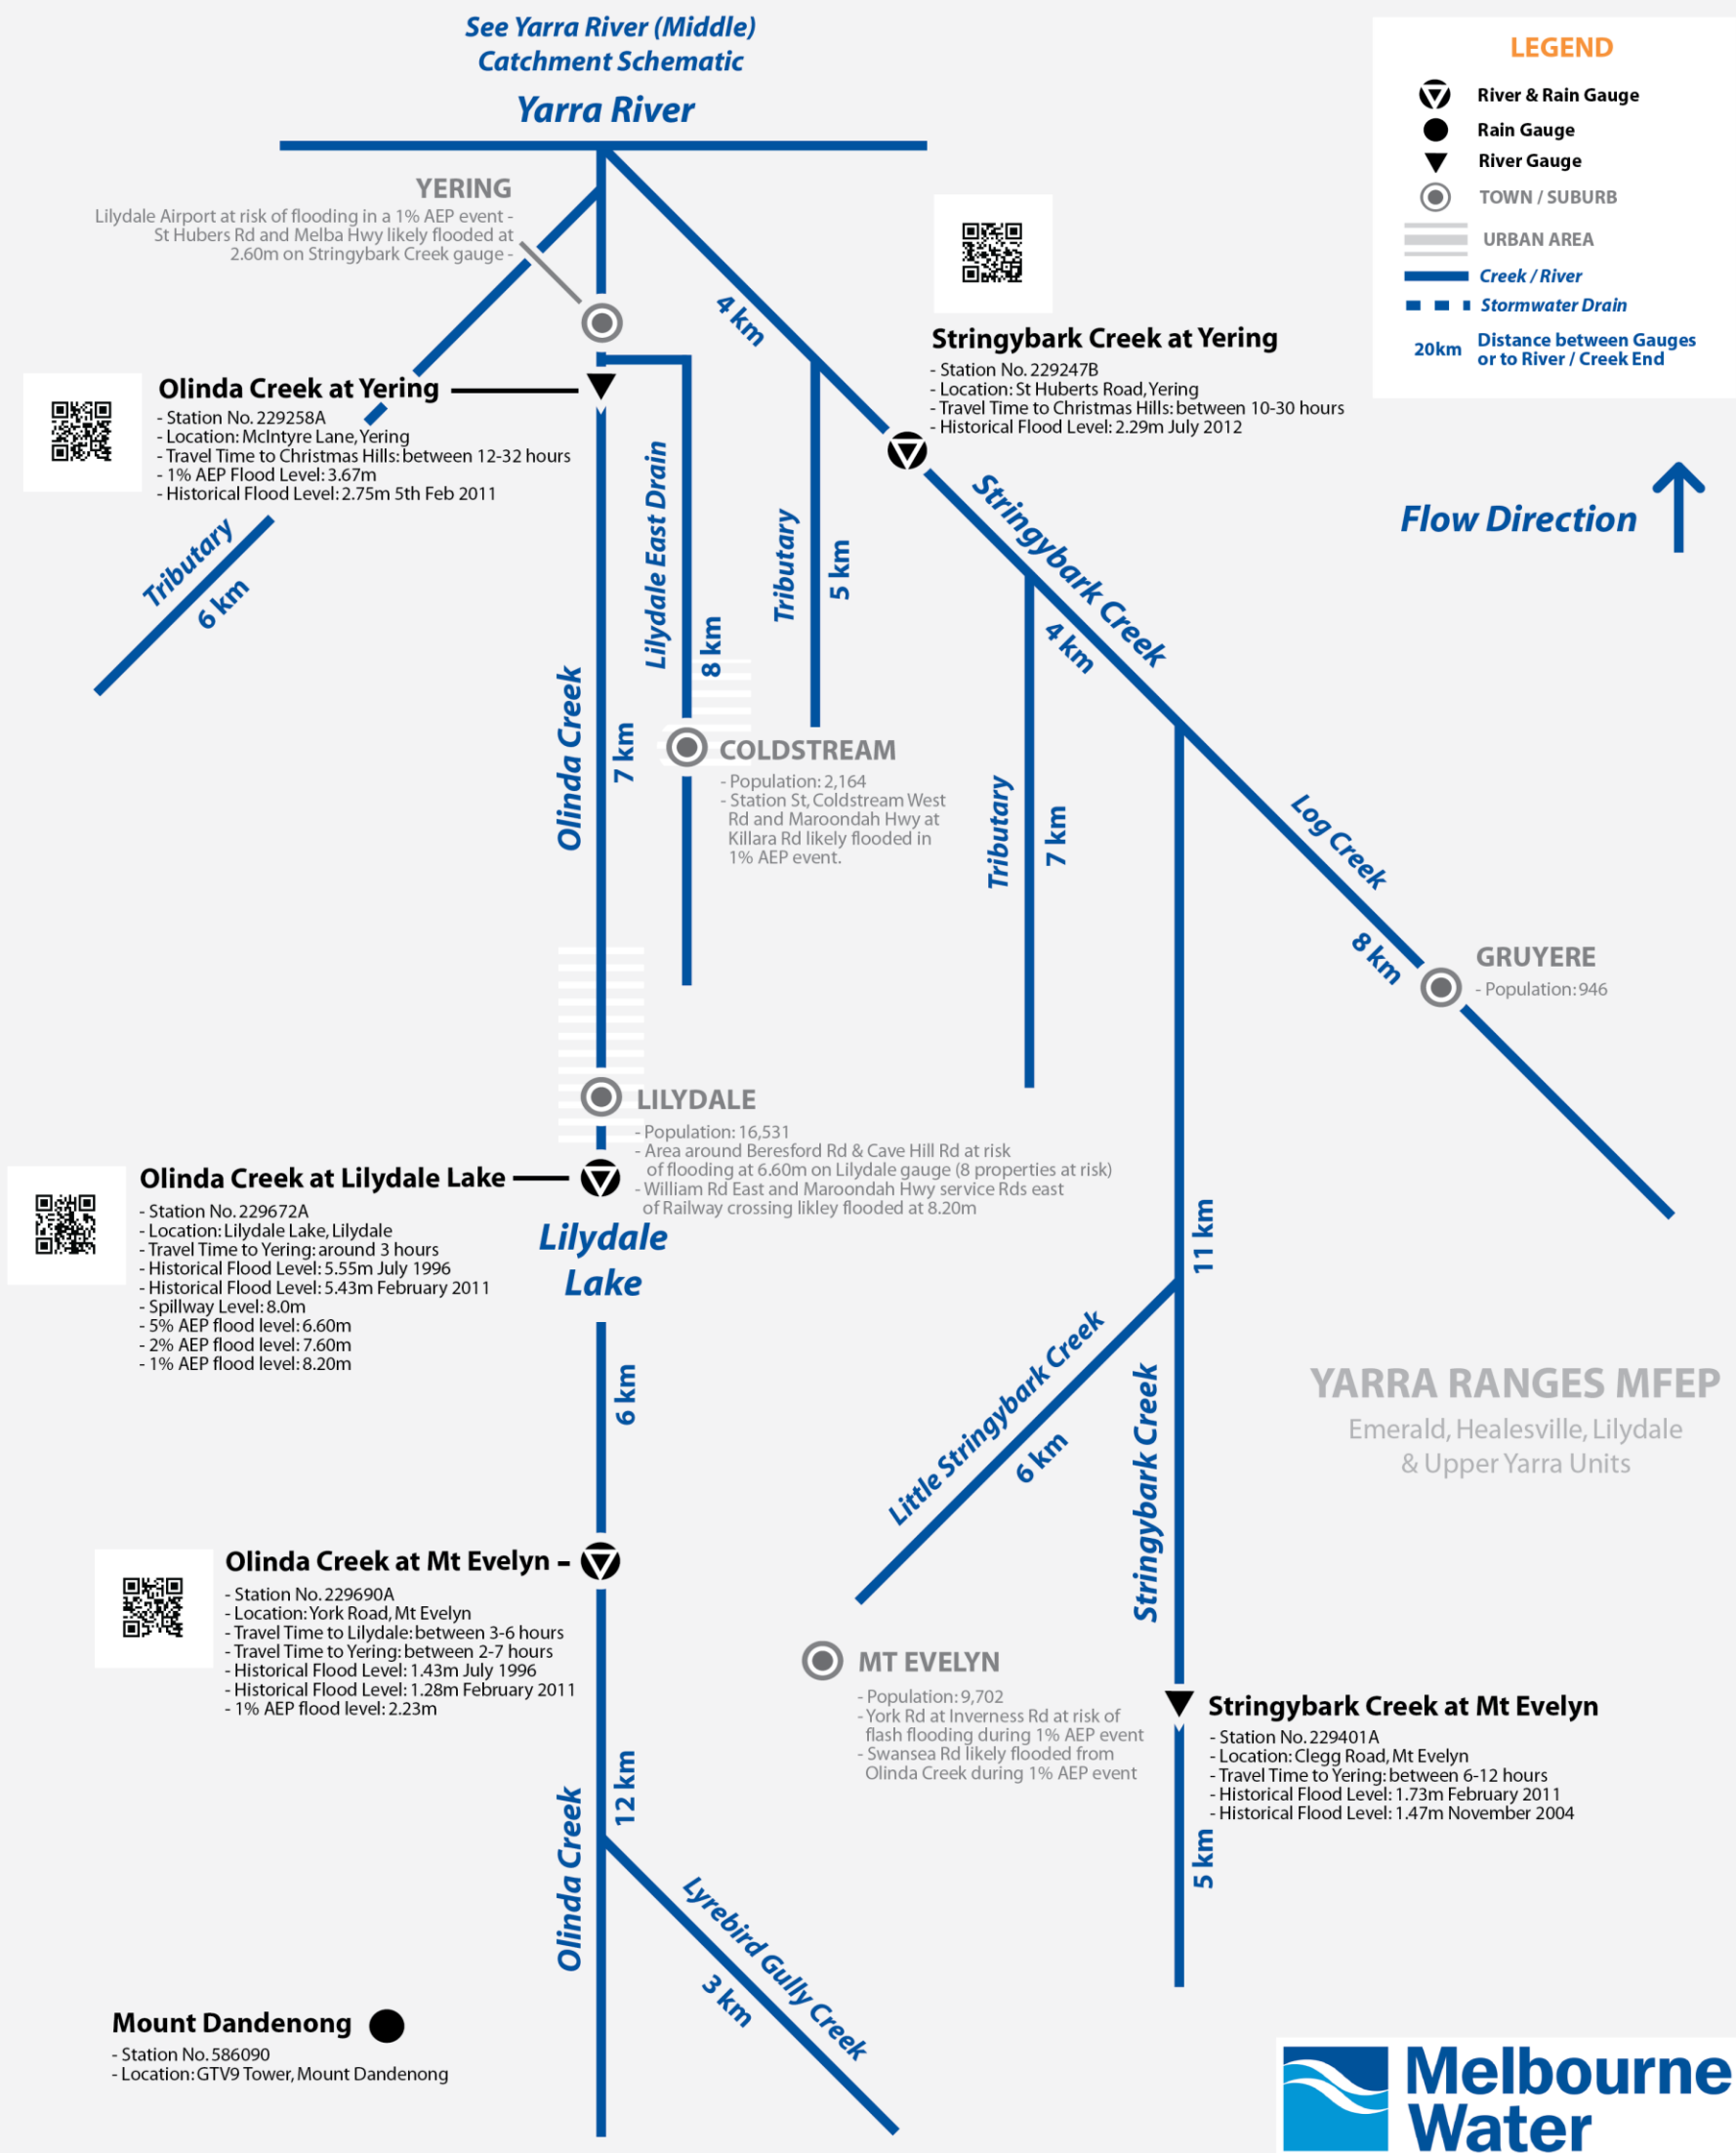 See Yarra River (Middle)
Catchment Schematic
Yarra River
LEGEND
River & Rain Gauge
Rain Gauge
River Gauge
TOWN / SUBURB
URBAN AREA
Creek / River
Stormwater Drain
20km
Distance between Gauges
or to River / Creek End
Flow Direction
YERING
Lilydale Airport at risk of flooding in a 1% AEP event -
St Hubers Rd and Melba Hwy likely flooded at
2.60m on Stringybark Creek gauge -
4 km
Stringybark Creek at Yering
- Station No. 229247B
- Location: St Huberts Road, Yering
- Travel Time to Christmas Hills: between 10-30 hours
- Historical Flood Level: 2.29m July 2012
Olinda Creek at Yering
- Station No. 229258A
- Location: McIntyre Lane, Yering
- Travel Time to Christmas Hills: between 12-32 hours
- 1% AEP Flood Level: 3.67m
- Historical Flood Level: 2.75m 5th Feb 2011
Tributary
6 km
Lilydale East Drain
8 km
Tributary
5 km
Stringybark Creek
4 km
Olinda Creek
7 km
COLDSTREAM
- Population: 2,164
- Station St, Coldstream West
Rd and Maroondah Hwy at
Killara Rd likely flooded in
1% AEP event.
Tributary
7 km
Log Creek
8 km
GRUYERE
- Population: 946
LILYDALE
- Population: 16,531
- Area around Beresford Rd & Cave Hill Rd at risk
of flooding at 6.60m on Lilydale gauge (8 properties at risk)
- William Rd East and Maroondah Hwy service Rds east
of Railway crossing likley flooded at 8.20m
Olinda Creek at Lilydale Lake
- Station No. 229672A
- Location: Lilydale Lake, Lilydale
- Travel Time to Yering: around 3 hours
- Historical Flood Level: 5.55m July 1996
- Historical Flood Level: 5.43m February 2011
- Spillway Level: 8.0m
- 5% AEP flood level: 6.60m
- 2% AEP flood level: 7.60m
- 1% AEP flood level: 8.20m
Lilydale
Lake
6 km
11 km
Little Stringybark Creek
6 km
Stringybark Creek
YARRA RANGES MFEP
Emerald, Healesville, Lilydale
& Upper Yarra Units
Olinda Creek at Mt Evelyn
- Station No. 229690A
- Location: York Road, Mt Evelyn
- Travel Time to Lilydale: between 3-6 hours
- Travel Time to Yering: between 2-7 hours
- Historical Flood Level: 1.43m July 1996
- Historical Flood Level: 1.28m February 2011
- 1% AEP flood level: 2.23m
MT EVELYN
- Population: 9,702
- York Rd at Inverness Rd at risk of
flash flooding during 1% AEP event
- Swansea Rd likely flooded from
Olinda Creek during 1% AEP event
Stringybark Creek at Mt Evelyn
- Station No. 229401A
- Location: Clegg Road, Mt Evelyn
- Travel Time to Yering: between 6-12 hours
- Historical Flood Level: 1.73m February 2011
- Historical Flood Level: 1.47m November 2004
5 km
Olinda Creek
12 km
Lyrebird Gully Creek
3 km
Mount Dandenong
- Station No. 586090
- Location: GTV9 Tower, Mount Dandenong
Melbourne
Water